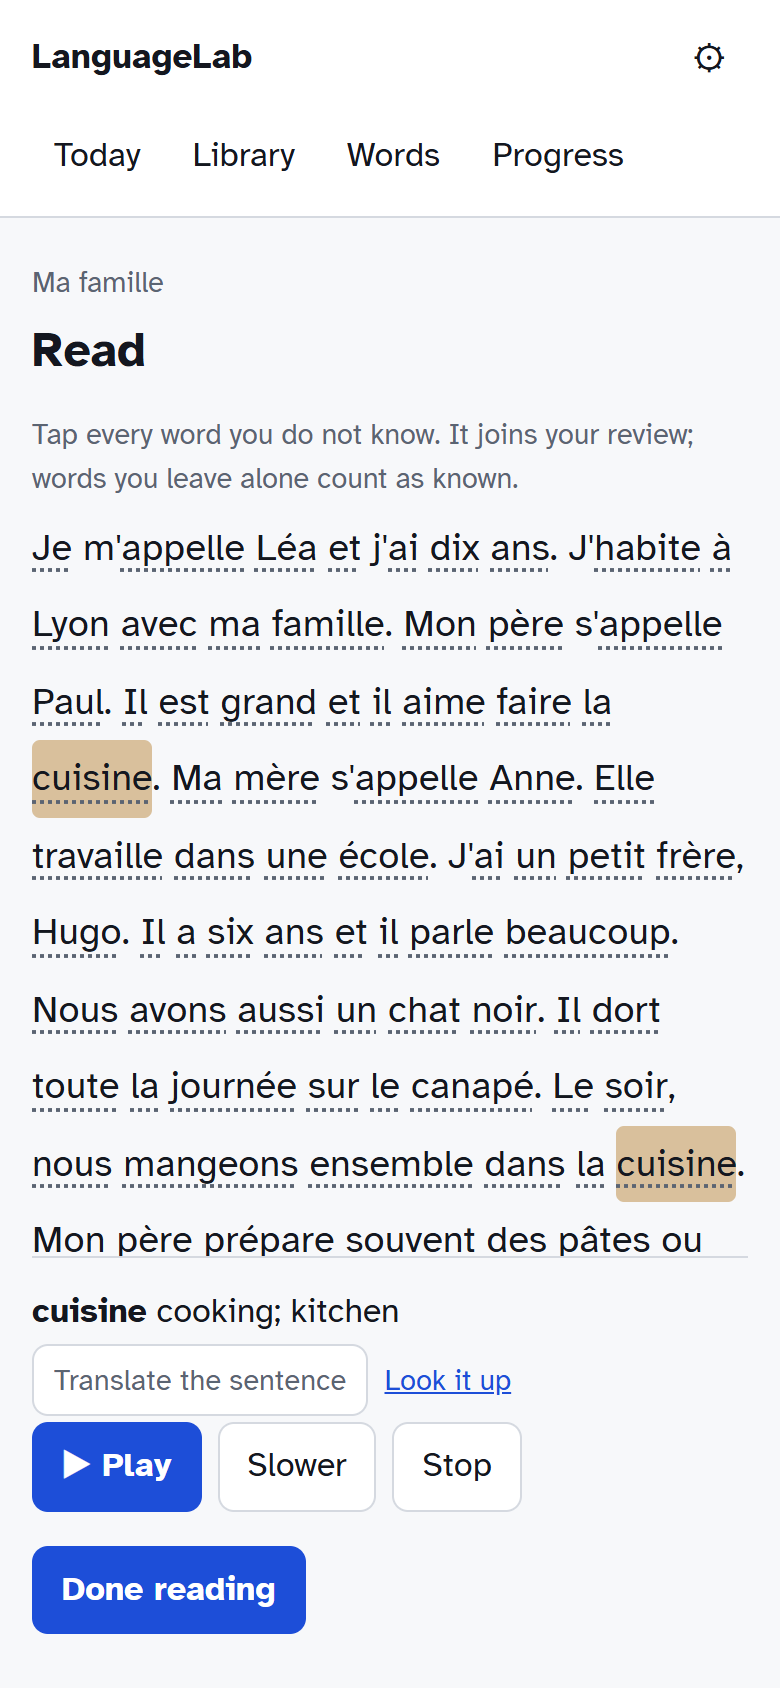 LanguageLab
Today Library Words Progress
Ma famille
Read
Tap every word you do not know. It joins your review;
words you leave alone count as known.
Je m'appelle Léa et j'ai dix ans. J'habite à
Lyon avec ma famille. Mon père s'appelle
Paul. Il est grand et il aime faire la
cuisine. Ma mère s'appelle Anne. Elle
travaille dans une école. J'ai un petit frère,
Hugo. Il a six ans et il parle beaucoup.
Nous avons aussi un chat noir. Il dort
toute la journée sur le canapé. Le soir,
nous mangeons ensemble dans la cuisine.
Mon père prépare souvent des pâtes ou
cuisine cooking; kitchen
Translate the sentence Look it up
▶ Play Slower Stop
Done reading